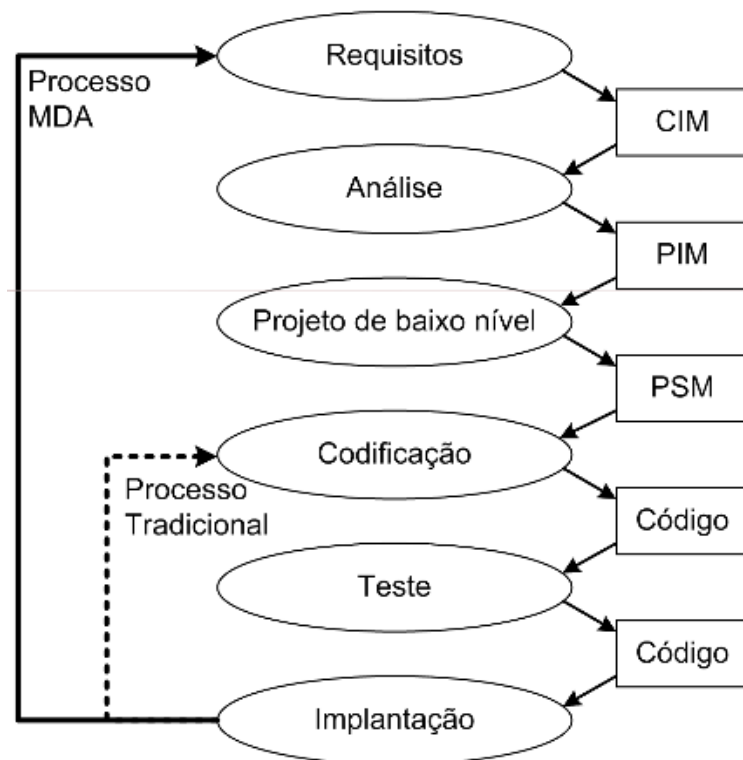 Requisitos
Processo
MDA
CIM
Análise
PIM
Projeto de baixo nível
PSM
Codificação
Processo
Tradicional
Código
Teste
Código
Implantação